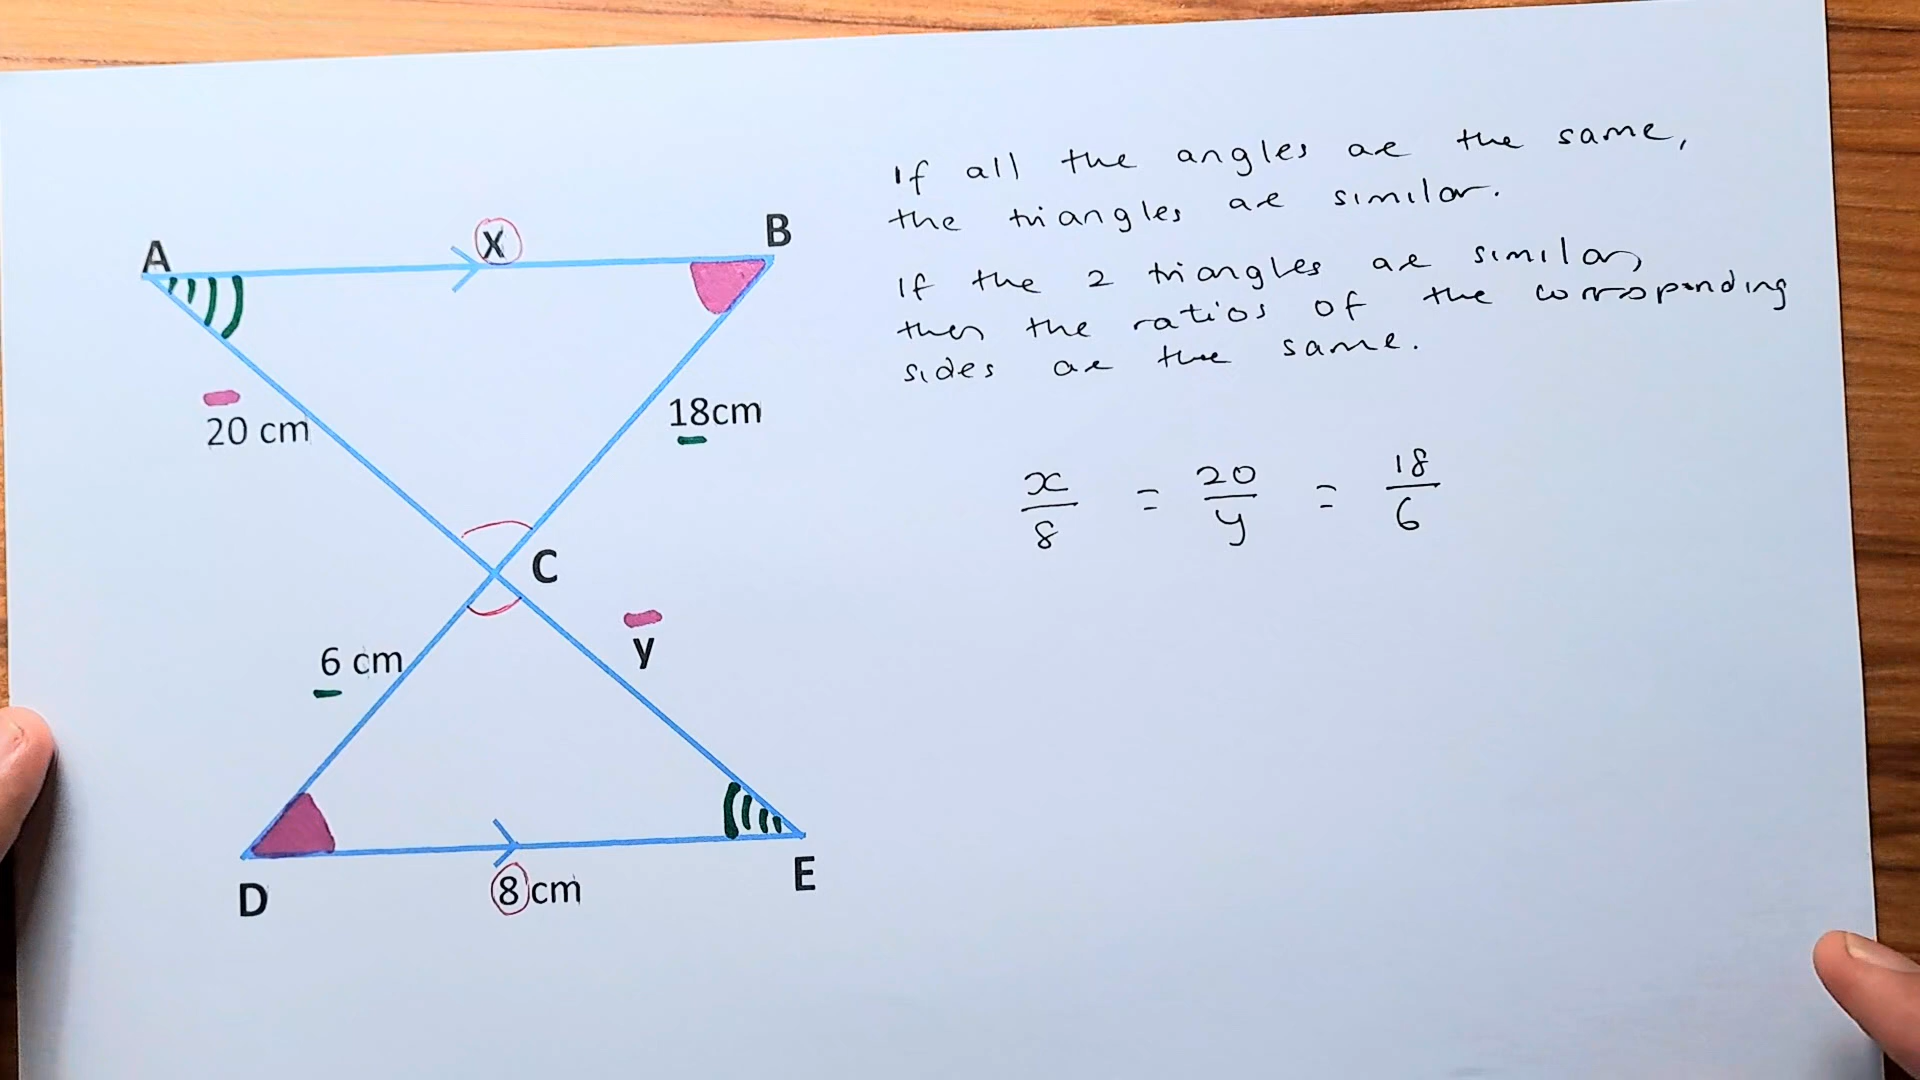 A
X
B
20 cm
18cm
C
6 cm
y
D
8 cm
E
If all the angles are the same,
the triangles are similar.
If the 2 triangles are similar,
then the ratios of the corrosponding
sides are the same.
x/8 = 20/y = 18/6